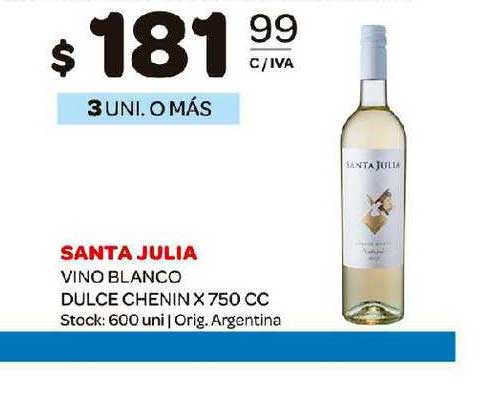 $ 181 99
C/IVA
3 UNI. O MÁS
SANTA JULIA
SANTA JULIA
VINO BLANCO
DULCE CHENIN X 750 CC
Stock: 600 uni | Orig. Argentina